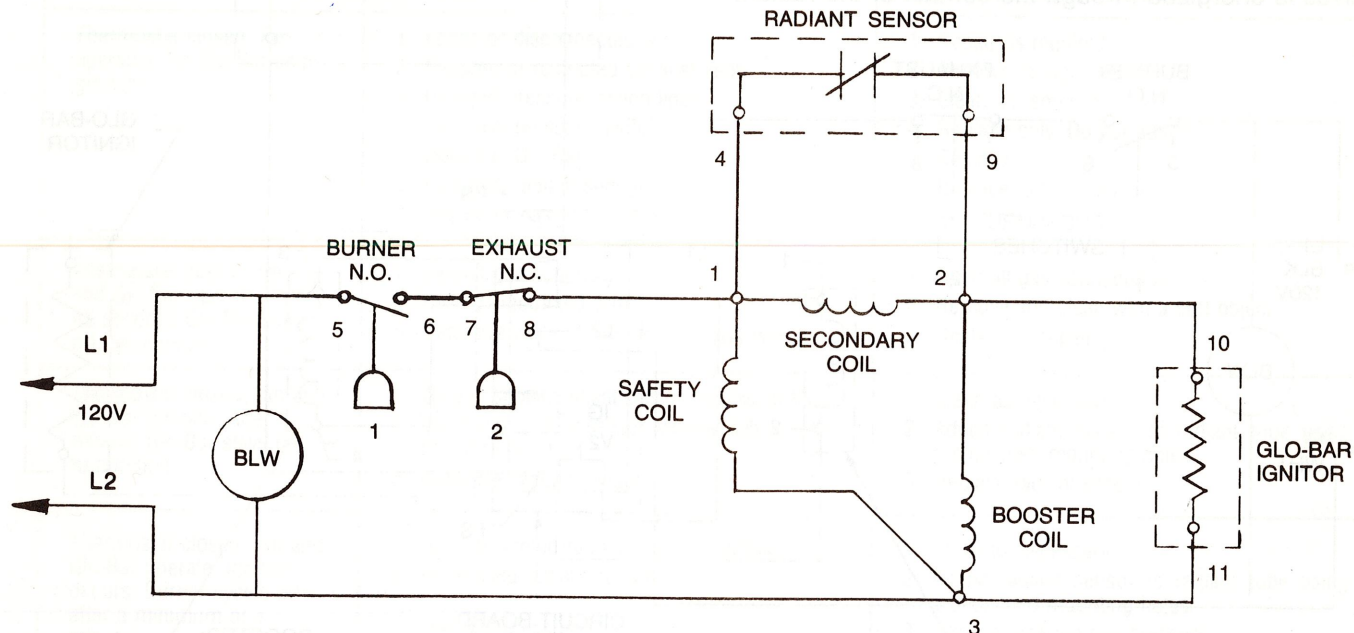 RADIANT SENSOR
4
9
BURNER
N.O.
EXHAUST
N.C.
1
2
5
6
7
8
L1
10
SECONDARY
COIL
SAFETY
COIL
120V
1
2
BLW
GLO-BAR
IGNITOR
L2
BOOSTER
COIL
11
3